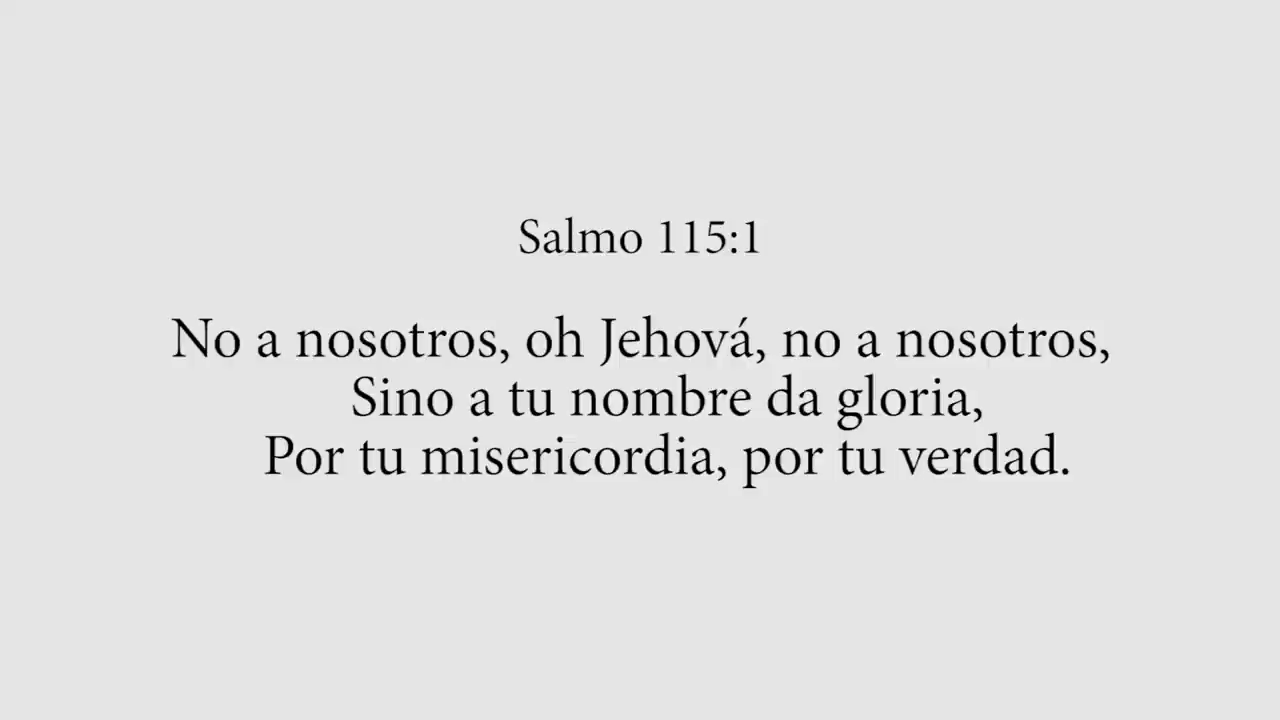 Salmo 115:1
No a nosotros, oh Jehová, no a nosotros,
Sino a tu nombre da gloria,
Por tu misericordia, por tu verdad.